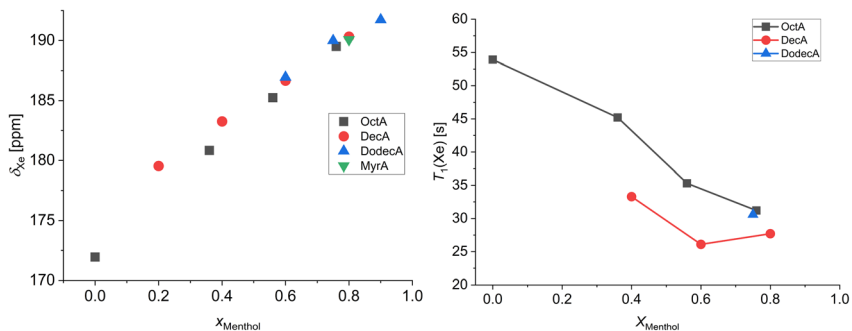 190
185
180
175
170
δXe [ppm]
OctA
DecA
DodecA
MyrA
0.0 0.2 0.4 0.6 0.8 1.0
xMenthol
60
55
50
45
40
35
30
25
20
T1(Xe) [s]
OctA
DecA
DodecA
0.0 0.2 0.4 0.6 0.8 1.0
XMenthol